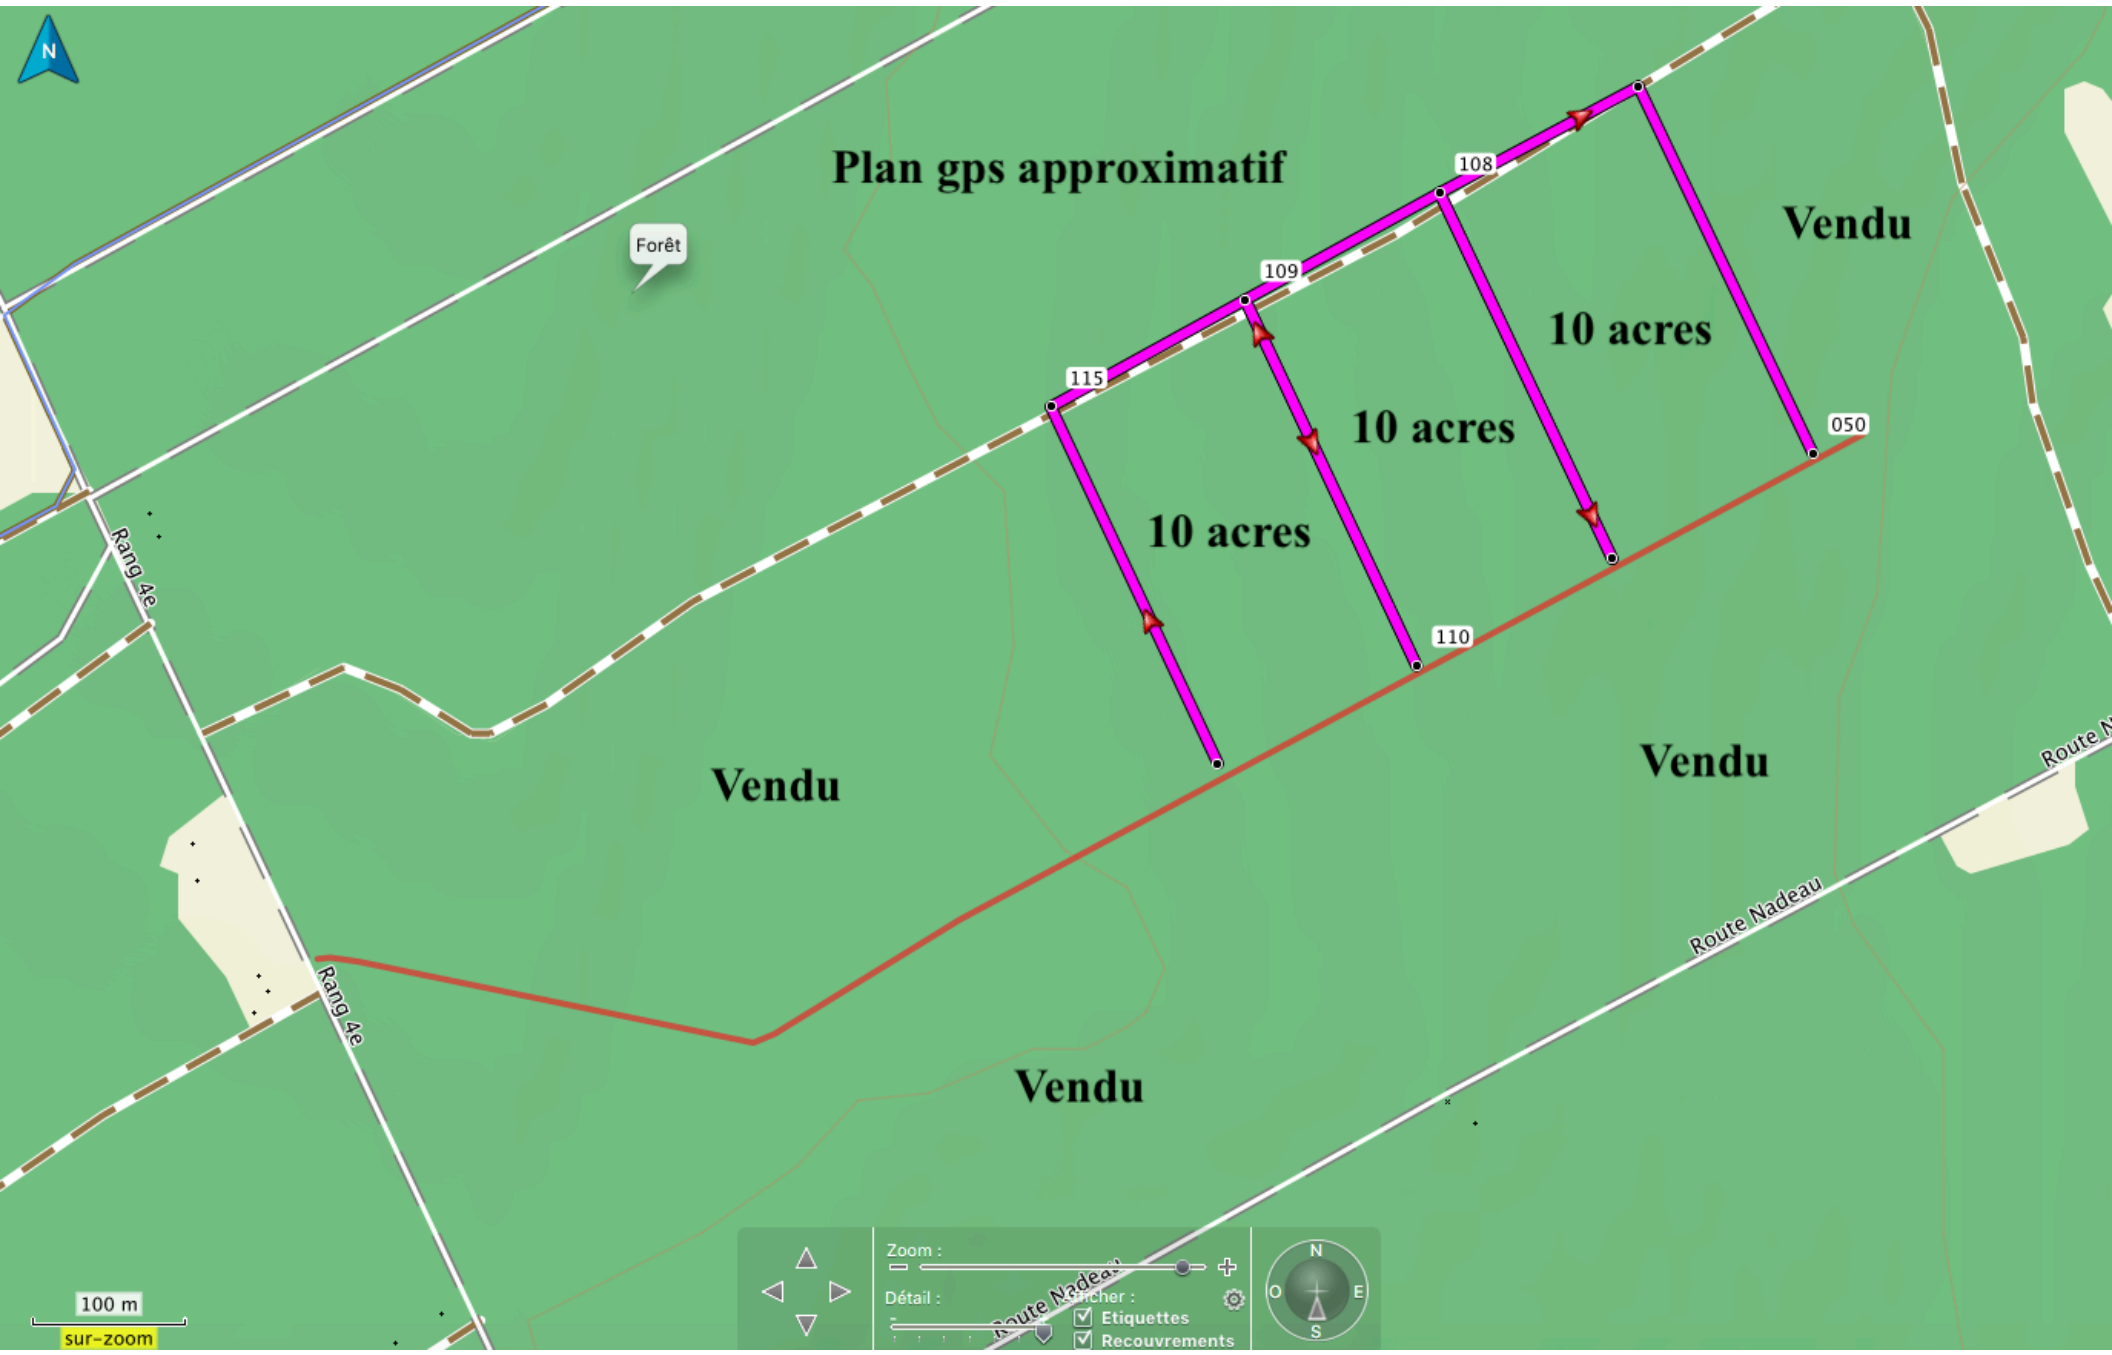 N
Plan gps approximatif
108
Vendu
Forêt
109
10 acres
115
10 acres
050
10 acres
Rang 4e
110
Route N
Vendu
Vendu
Route Nadeau
Rang 4e
Vendu
Zoom :
N
Route Nadeau
O
E
Détail :
Afficher :
100 m
Etiquettes
S
sur-zoom
Recouvrements